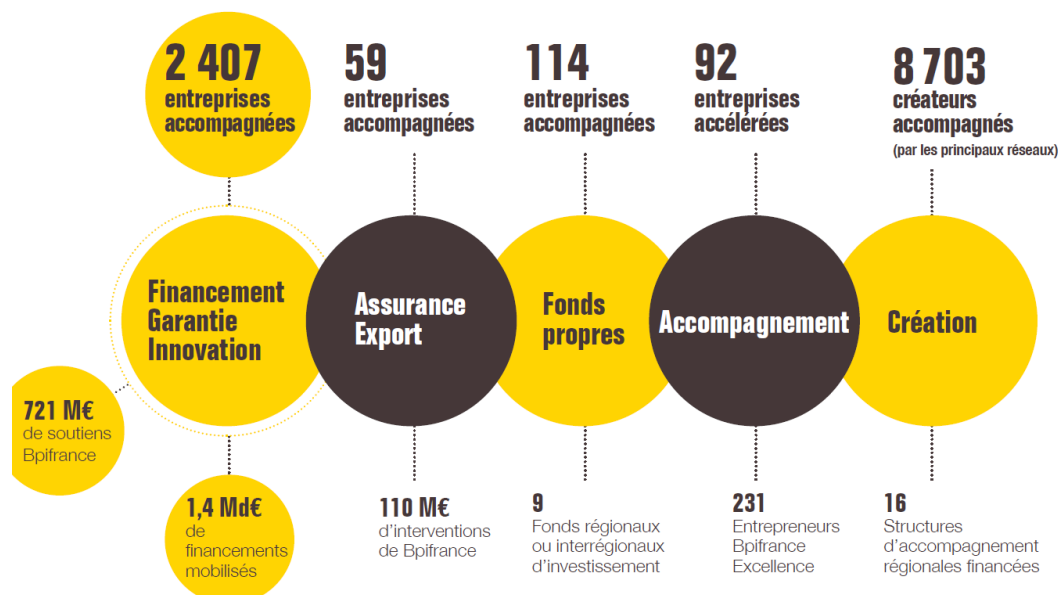 2 407
entreprises
accompagnées
59
entreprises
accompagnées
114
entreprises
accompagnées
92
entreprises
accélérées
8 703
créateurs
accompagnés
(par les principaux réseaux)
Financement
Garantie
Innovation
Assurance
Export
Fonds
propres
Accompagnement
Création
721 M€
de soutiens
Bpifrance
1,4 Md€
de
financements
mobilisés
110 M€
d’interventions
de Bpifrance
9
Fonds régionaux
ou interrégionaux
d’investissement
231
Entrepreneurs
Bpifrance
Excellence
16
Structures
d’accompagnement
régionales financées